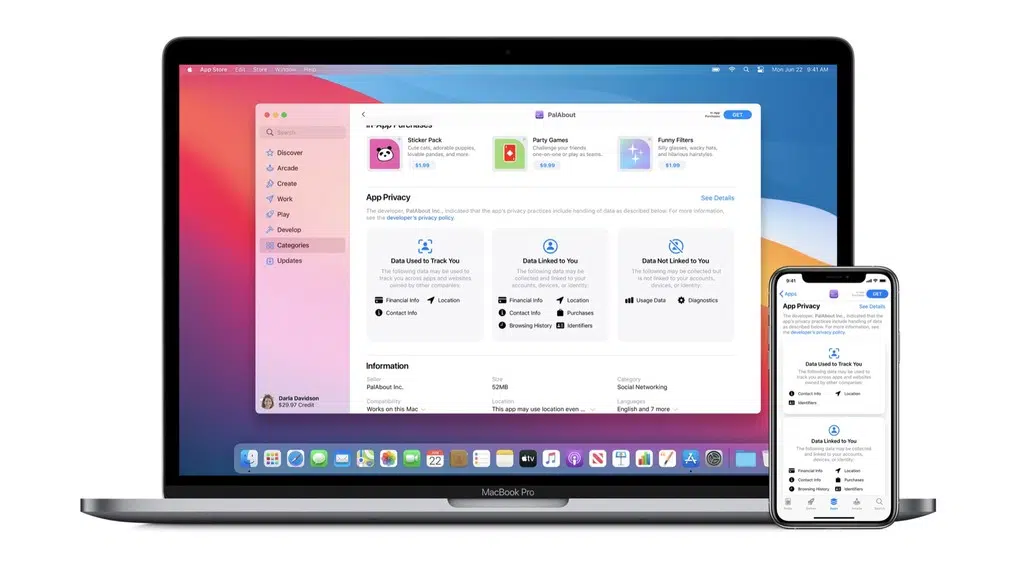 App Store Edit Store Window Help
Mon Jun 22 9:41 AM
Search
Discover
Arcade
Create
Work
Play
Develop
Categories
Updates
Darla Davidson
$29.97 Credit
PalAbout
In-App Purchases
GET
In-App Purchases
Sticker Pack
Cute cats, adorable puppies,
lovable pandas, and more.
$1.99
Party Games
Challenge your friends
one-on-one or play as teams.
$9.99
Funny Filters
Silly glasses, wacky hats,
and hilarious hairstyles.
$1.99
App Privacy
See Details
The developer, PalAbout Inc., indicated that the app's privacy practices include handling of data as described below. For more information,
see the developer's privacy policy.
Data Used to Track You
The following data may be used to
track you across apps and websites
owned by other companies:
Financial Info Location
Contact Info
Data Linked to You
The following data may be
collected and linked to your
accounts, devices, or identity:
Financial Info Location
Contact Info Purchases
Browsing History Identifiers
Data Not Linked to You
The following may be collected but
is not linked to your accounts,
devices, or identity:
Usage Data Diagnostics
Information
Seller
PalAbout Inc.
Size
52MB
Category
Social Networking
Compatibility
Works on this Mac
Location
This app may use location even ...
Languages
English and 7 more
22
tv
MacBook Pro
9:41
Apps
GET
App Privacy
See Details
The developer, PalAbout Inc., indicated that the
app's privacy practices may include handling of data
as described below. For more information, see
the developer's privacy policy.
Data Used to Track You
The following data may be used to
track you across apps and websites
owned by other companies:
Contact Info Location
Identifiers
Data Linked to You
The following data may be collected
and linked to your accounts,
devices, or identity:
Financial Info Location
Contact Info Purchases
Browsing History Identifiers
Apps